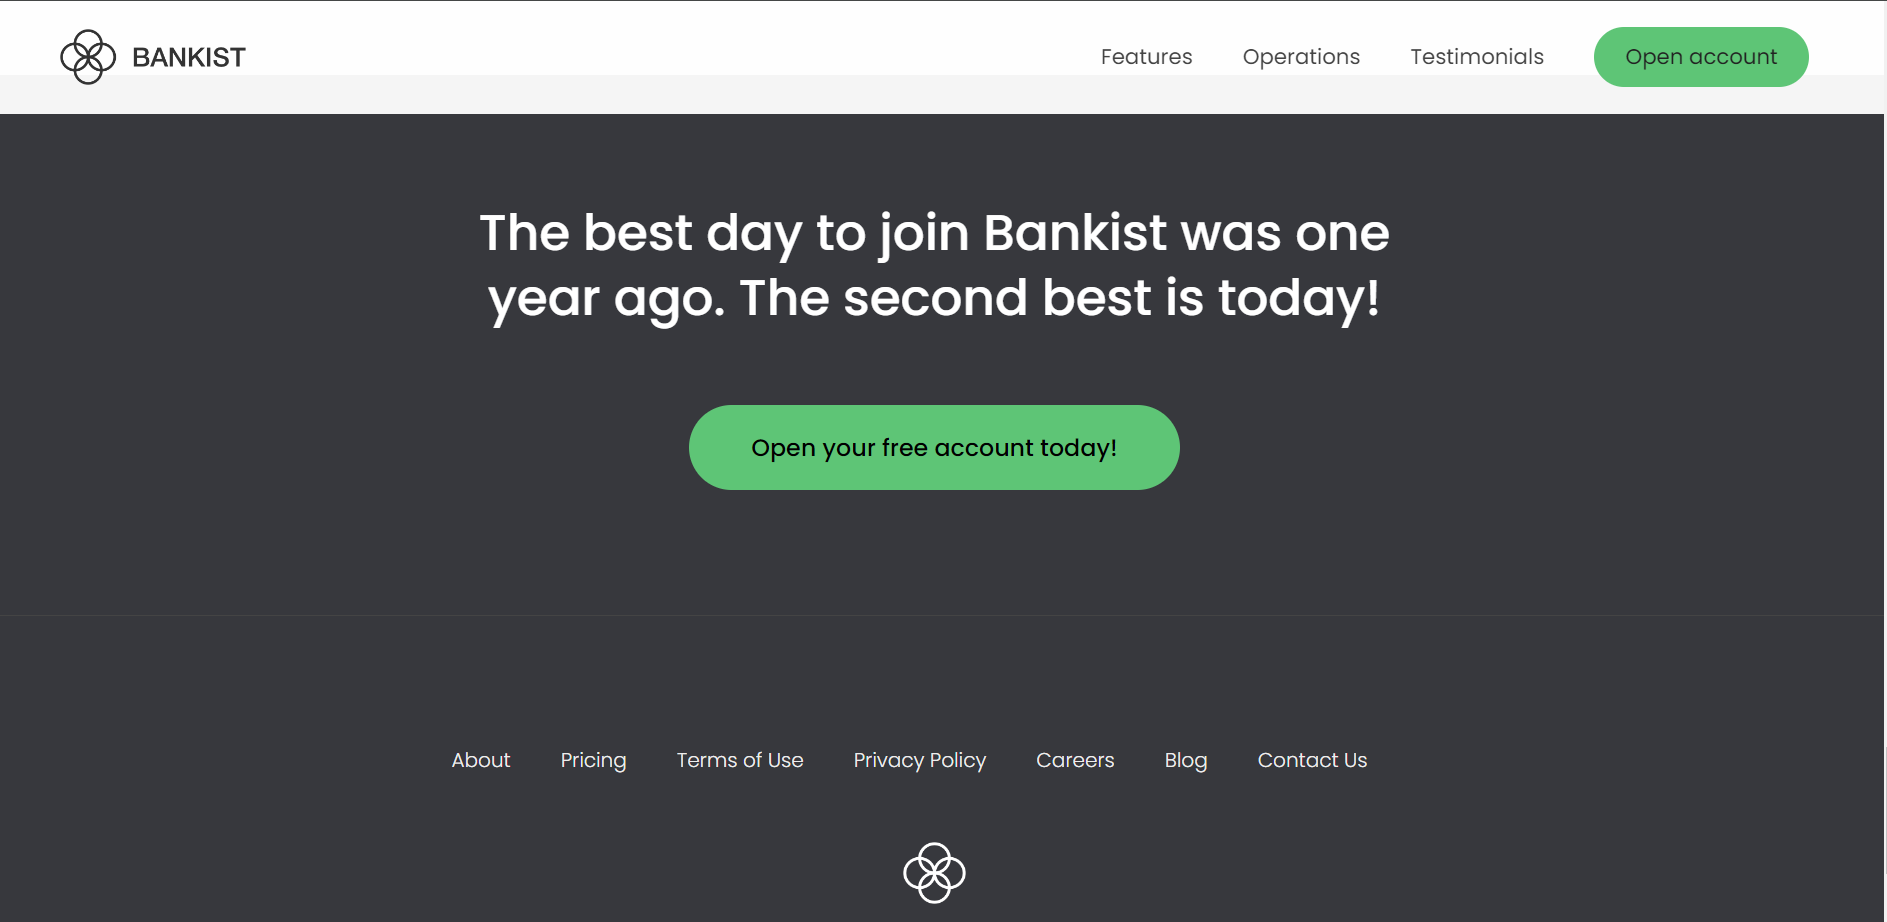 BANKIST
Features Operations Testimonials Open account
The best day to join Bankist was one
year ago. The second best is today!
Open your free account today!
About Pricing Terms of Use Privacy Policy Careers Blog Contact Us